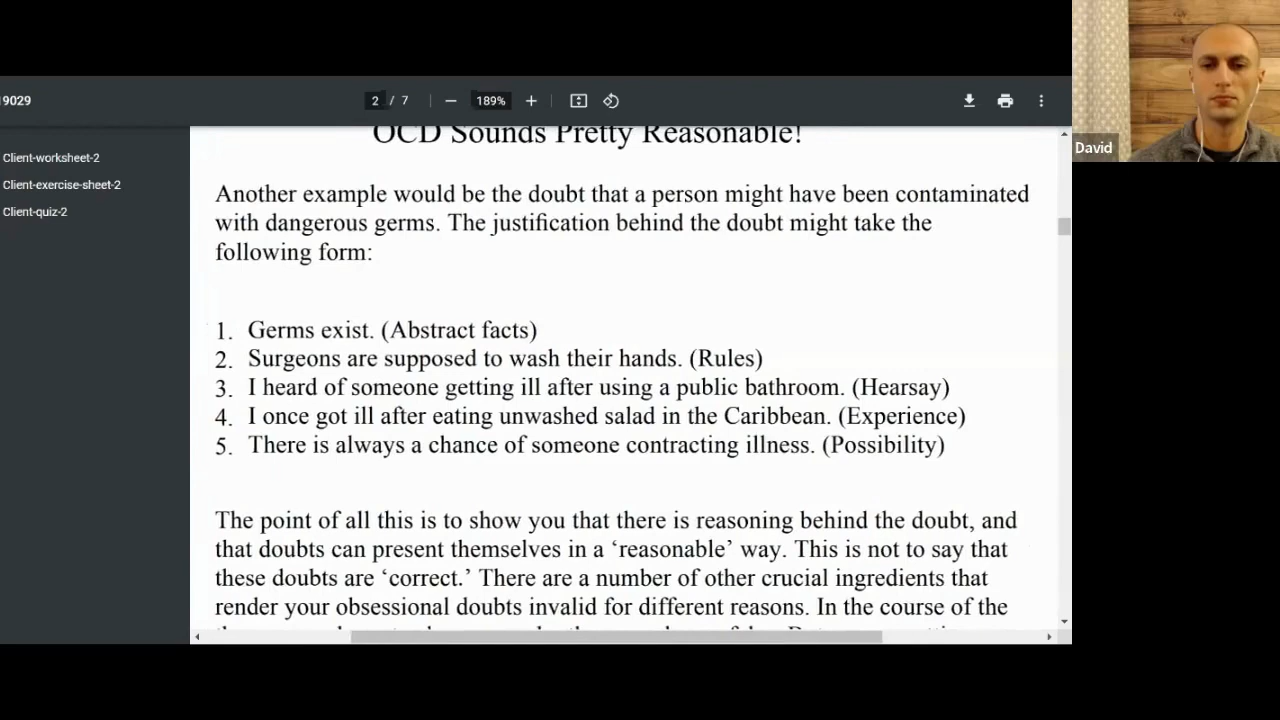 19029
2 / 7
189%
Client-worksheet-2
Client-exercise-sheet-2
Client-quiz-2
OCD Sounds Pretty Reasonable!
Another example would be the doubt that a person might have been contaminated
with dangerous germs. The justification behind the doubt might take the
following form:
1. Germs exist. (Abstract facts)
2. Surgeons are supposed to wash their hands. (Rules)
3. I heard of someone getting ill after using a public bathroom. (Hearsay)
4. I once got ill after eating unwashed salad in the Caribbean. (Experience)
5. There is always a chance of someone contracting illness. (Possibility)
The point of all this is to show you that there is reasoning behind the doubt, and
that doubts can present themselves in a ‘reasonable’ way. This is not to say that
these doubts are ‘correct.’ There are a number of other crucial ingredients that
render your obsessional doubts invalid for different reasons. In the course of the
David